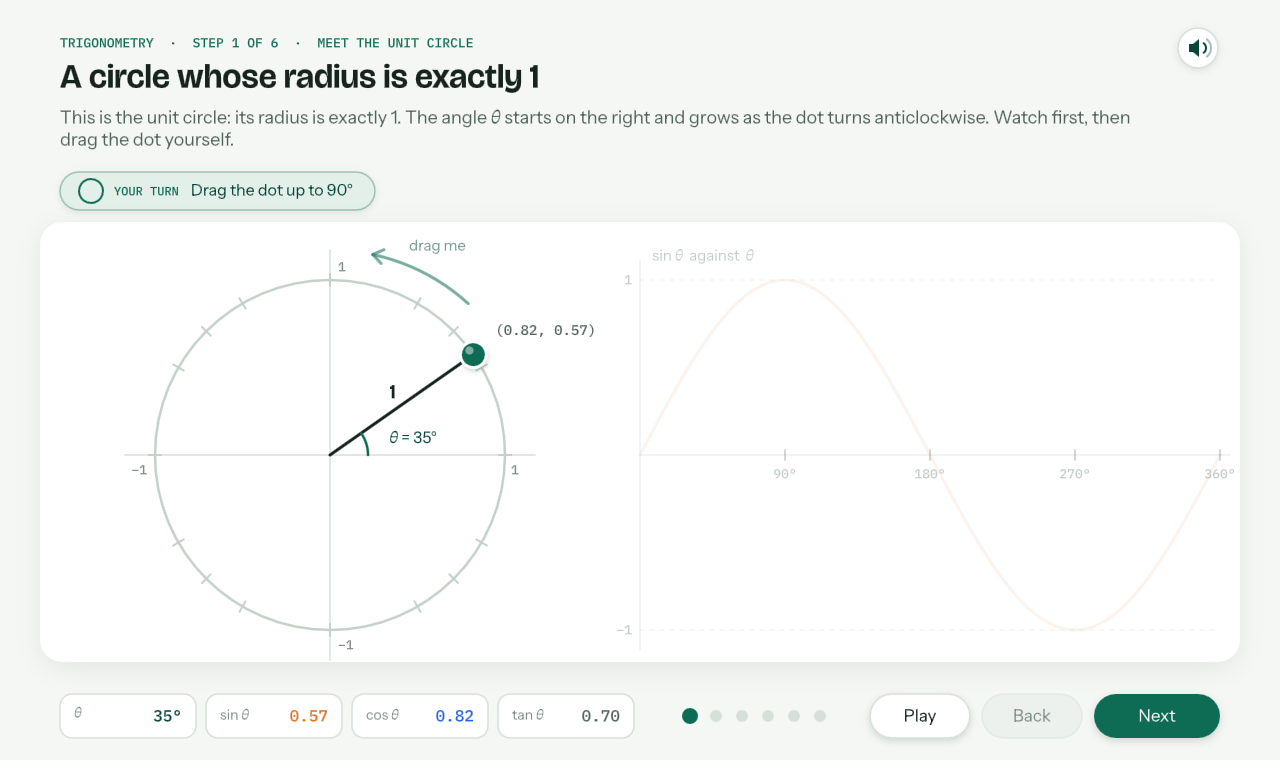 TRIGONOMETRY · STEP 1 OF 6 · MEET THE UNIT CIRCLE
A circle whose radius is exactly 1
This is the unit circle: its radius is exactly 1. The angle θ starts on the right and grows as the dot turns anticlockwise. Watch first, then
drag the dot yourself.
YOUR TURN Drag the dot up to 90°
drag me
1
(0.82, 0.57)
1
θ = 35°
−1
1
−1
sin θ against θ
1
90°
180°
270°
360°
−1
θ 35°
sin θ 0.57
cos θ 0.82
tan θ 0.70
Play
Back
Next